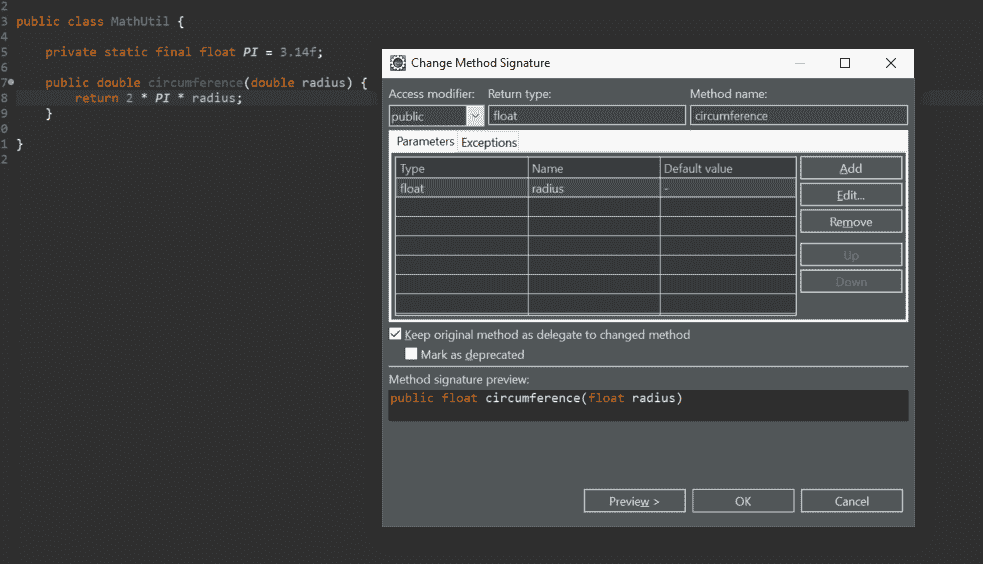 2
3 public class MathUtil {
4
5 private static final float PI = 3.14f;
6
7 public double circumference(double radius) {
8 return 2 * PI * radius;
9 }
0
1 }
2
Change Method Signature
Access modifier: Return type: Method name:
public float circumference
Parameters Exceptions
Type Name Default value
float radius -
Add
Edit...
Remove
Up
Down
Keep original method as delegate to changed method
Mark as deprecated
Method signature preview:
public float circumference(float radius)
Preview > OK Cancel